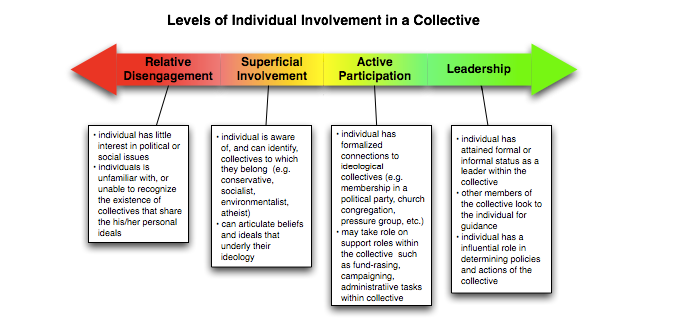 Levels of Individual Involvement in a Collective
Relative
Disengagement
Superficial
Involvement
Active
Participation
Leadership
• individual has little
interest in political or
social issues
• individuals is
unfamiliar with, or
unable to recognize
the existence of
collectives that share
the his/her personal
ideals
• individual is aware
of, and can identify,
collectives to which
they belong (e.g.
conservative,
socialist,
environmentalist,
atheist)
• can articulate beliefs
and ideals that
underly their
ideology
• individual has
formalized
connections to
ideological
collectives (e.g.
membership in a
political party, church
congregation,
pressure group, etc.)
• may take role on
support roles within
the collective such
as fund-rasing,
campaigning,
administratiive tasks
within collective
• individual has
attained formal or
informal status as a
leader within the
collective
• other members of
the collective look to
the individual for
guidance
• individual has a
influential role in
determining policies
and actions of the
collective